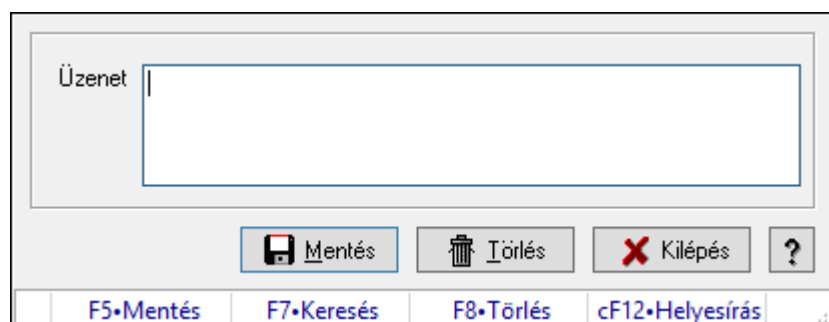 Üzenet
Mentés Törlés Kilépés ?
F5•Mentés F7•Keresés F8•Törlés cF12•Helyesírás